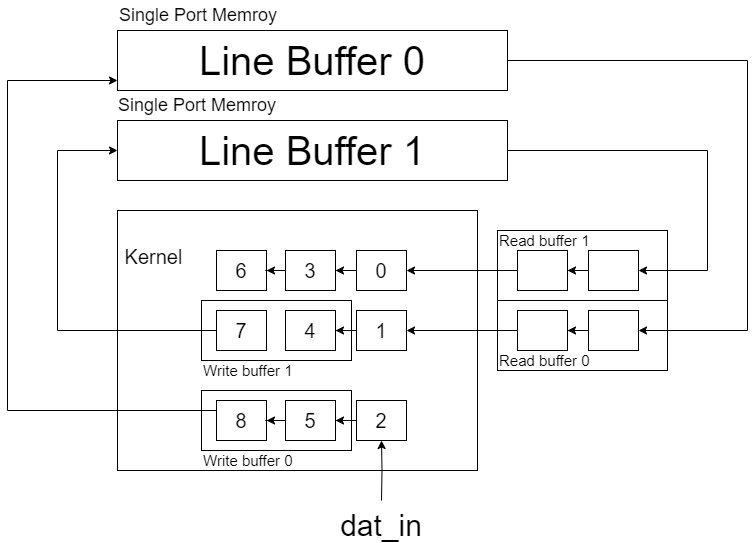 Single Port Memroy
Line Buffer 0
Single Port Memroy
Line Buffer 1
Kernel
6 3 0
Read buffer 1
7 4 1
Write buffer 1
Read buffer 0
8 5 2
Write buffer 0
dat_in